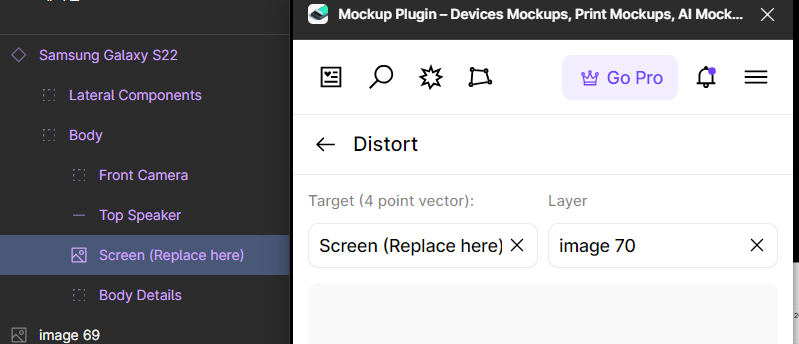 Mockup Plugin – Devices Mockups, Print Mockups, AI Mock...
Samsung Galaxy S22
Lateral Components
Body
Front Camera
Top Speaker
Screen (Replace here)
Body Details
image 69
Go Pro
Distort
Target (4 point vector):
Layer
Screen (Replace here)
image 70